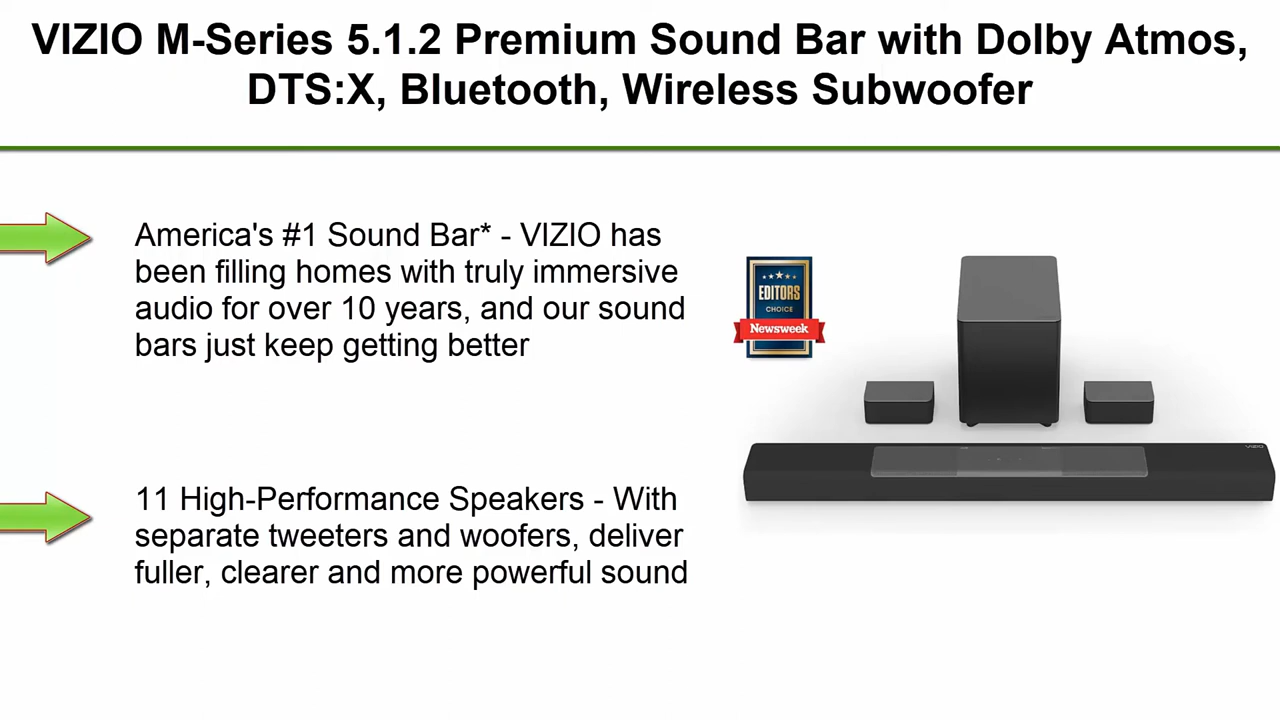 VIZIO M-Series 5.1.2 Premium Sound Bar with Dolby Atmos,
DTS:X, Bluetooth, Wireless Subwoofer
America's #1 Sound Bar* - VIZIO has
been filling homes with truly immersive
audio for over 10 years, and our sound
bars just keep getting better
EDITORS
CHOICE
Newsweek
VIZIO
11 High-Performance Speakers - With
separate tweeters and woofers, deliver
fuller, clearer and more powerful sound